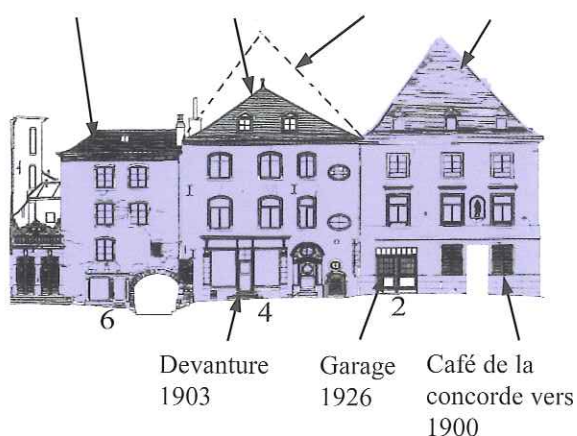 6
4
2
Devanture
1903
Garage
1926
Café de la
concorde vers
1900